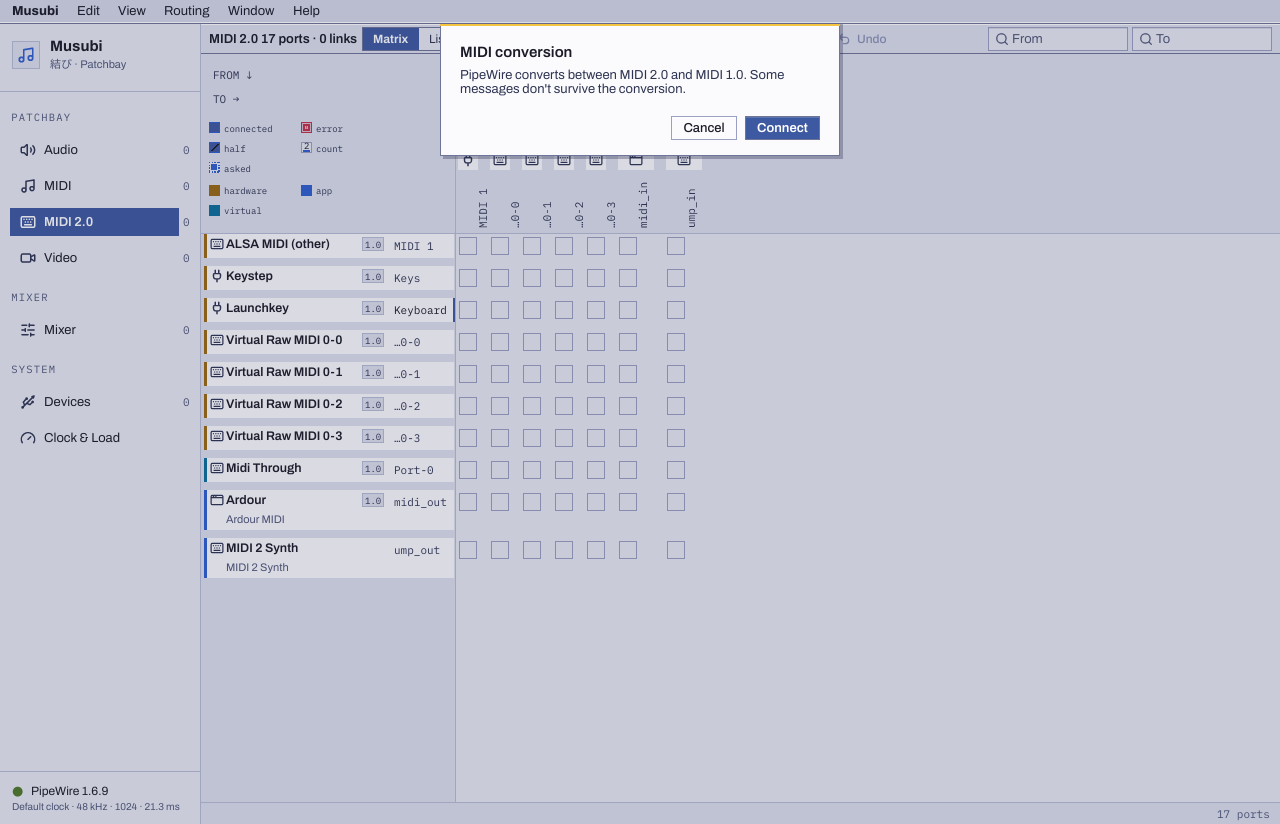 Musubi Edit View Routing Window Help
Musubi
結び · Patchbay
MIDI 2.0 17 ports · 0 links
Matrix
Undo
From
To
MIDI conversion
PipeWire converts between MIDI 2.0 and MIDI 1.0. Some
messages don't survive the conversion.
Cancel
Connect
PATCHBAY
Audio 0
MIDI 0
MIDI 2.0 0
Video 0
MIXER
Mixer 0
SYSTEM
Devices 0
Clock & Load
FROM ↓
TO →
connected
error
half
2 count
asked
hardware
app
virtual
MIDI 1
…0-0
…0-1
…0-2
…0-3
midi_in
ump_in
ALSA MIDI (other) 1.0 MIDI 1
Keystep 1.0 Keys
Launchkey 1.0 Keyboard
Virtual Raw MIDI 0-0 1.0 …0-0
Virtual Raw MIDI 0-1 1.0 …0-1
Virtual Raw MIDI 0-2 1.0 …0-2
Virtual Raw MIDI 0-3 1.0 …0-3
Midi Through 1.0 Port-0
Ardour 1.0 midi_out
Ardour MIDI
MIDI 2 Synth ump_out
MIDI 2 Synth
PipeWire 1.6.9
Default clock · 48 kHz · 1024 · 21.3 ms
17 ports